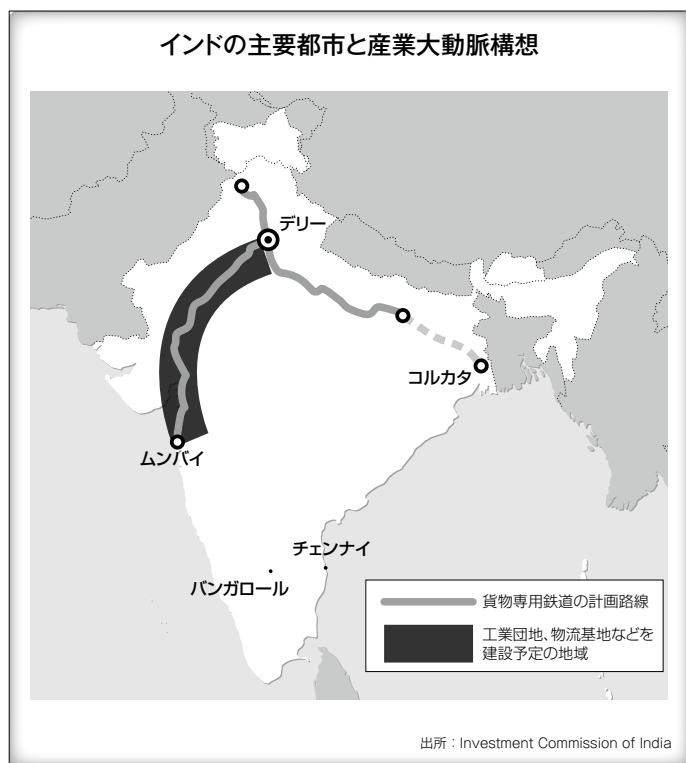 インドの主要都市と産業大動脈構想
デリー
コルカタ
ムンバイ
チェンナイ
バンガロール
貨物専用鉄道の計画路線
工業団地、物流基地などを
建設予定の地域
出所：Investment Commission of India